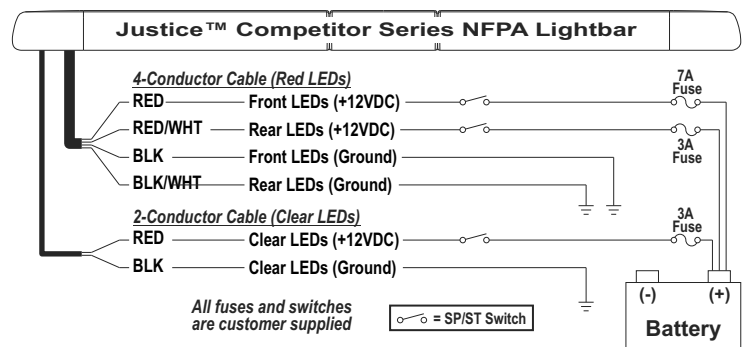 Justice™ Competitor Series NFPA Lightbar
4-Conductor Cable (Red LEDs)
7A
Fuse
RED Front LEDs (+12VDC)
RED/WHT Rear LEDs (+12VDC)
3A
Fuse
BLK Front LEDs (Ground)
BLK/WHT Rear LEDs (Ground)
2-Conductor Cable (Clear LEDs)
3A
Fuse
RED Clear LEDs (+12VDC)
BLK Clear LEDs (Ground)
All fuses and switches
are customer supplied
= SP/ST Switch
(-) (+)
Battery